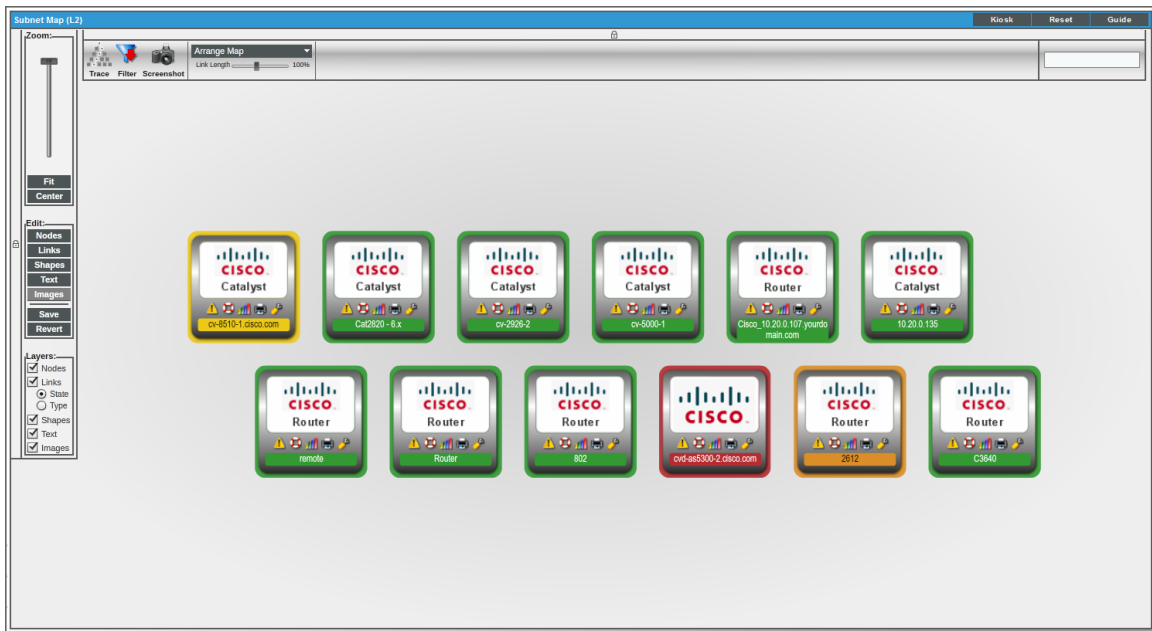 Subnet Map (L2)
Kiosk
Reset
Guide
Zoom:
Trace
Filter
Screenshot
Arrange Map
Link Length
100%
Fit
Center
Edit:
Nodes
Links
Shapes
Text
Images
Save
Revert
Layers:
Nodes
Links
State
Type
Shapes
Text
Images
CISCO
Catalyst
cv-8510-1.cisco.com
CISCO
Catalyst
Cat2820 - 6.x
CISCO
Catalyst
cv-2926-2
CISCO
Catalyst
cv-5000-1
CISCO
Router
Cisco_10.20.0.107.yourdo
main.com
CISCO
Catalyst
10.20.0.135
CISCO
Router
remote
CISCO
Router
Router
CISCO
Router
802
CISCO
cvd-as5300-2.cisco.com
CISCO
Router
2612
CISCO
Router
C3640